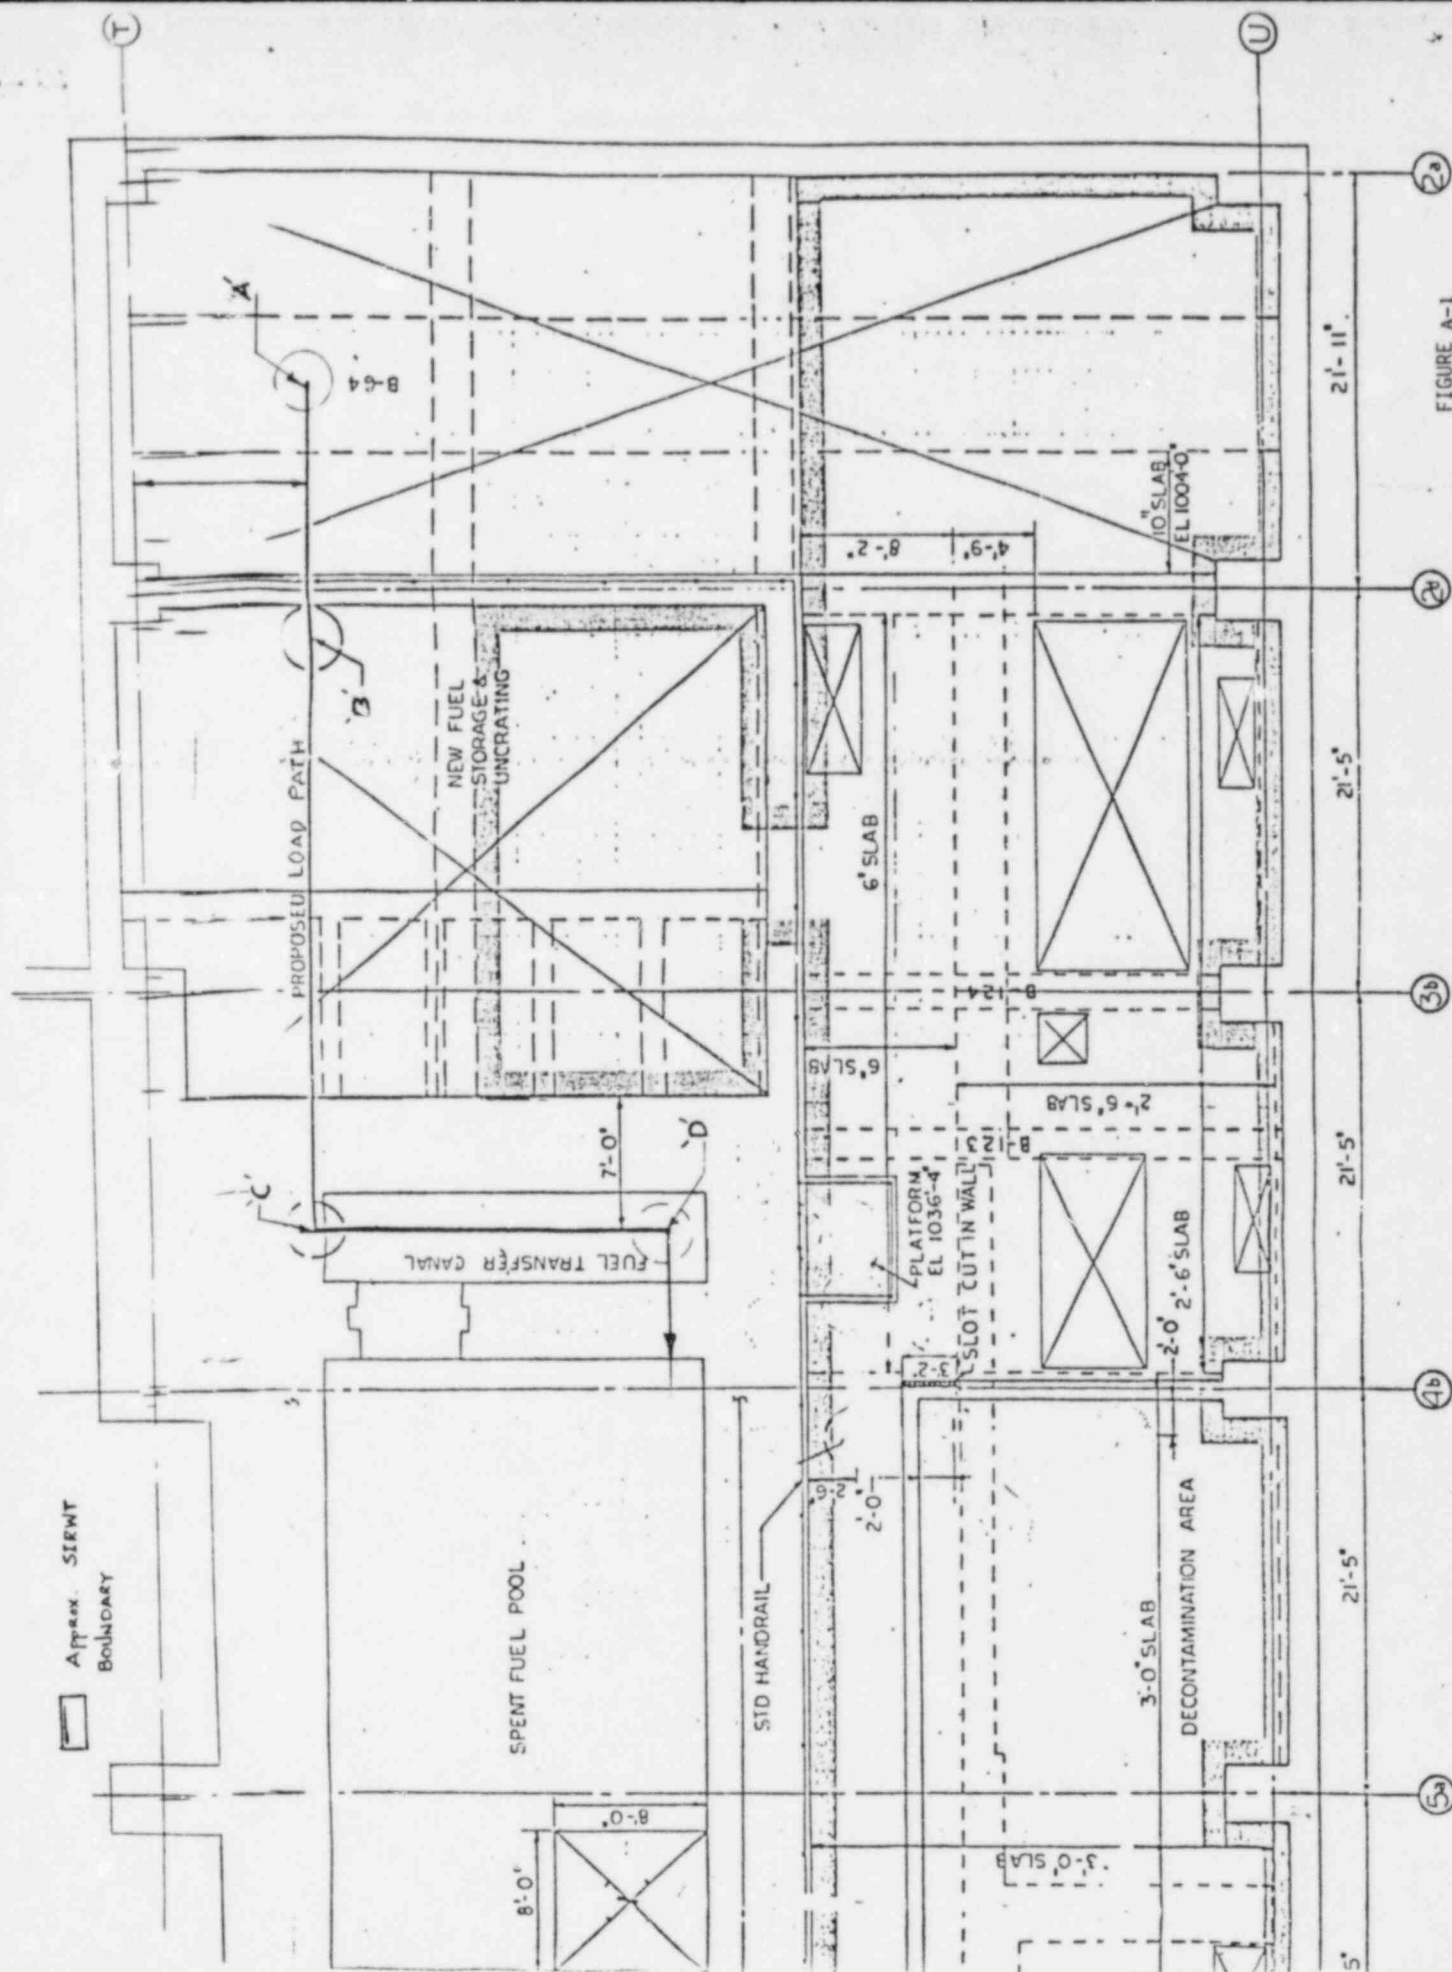 T
U
2a
'A'
B-64
21'-11"
FIGURE A-1
10" SLAB
EL 1004-0"
8'-2"
4'-9"
2d
'B'
NEW FUEL
STORAGE &
UNCRATING
PROPOSED LOAD PATH
6" SLAB
21'-5"
3b
B-124
6" SLAB
2'-6" SLAB
B-123
7'-0"
'D'
'C'
FUEL TRANSFER CANAL
PLATFORM
EL 1036'-4"
SLOT CUT IN WALL
2'-6" SLAB
2'-0"
21'-5"
3'-2"
4b
Approx. SIRWT
BOUNDARY
SPENT FUEL POOL
STD HANDRAIL
2'-6"
2'-0"
3'-0" SLAB
DECONTAMINATION AREA
21'-5"
5a
8'-0"
8'-0"
3'-0" SLAB
5"